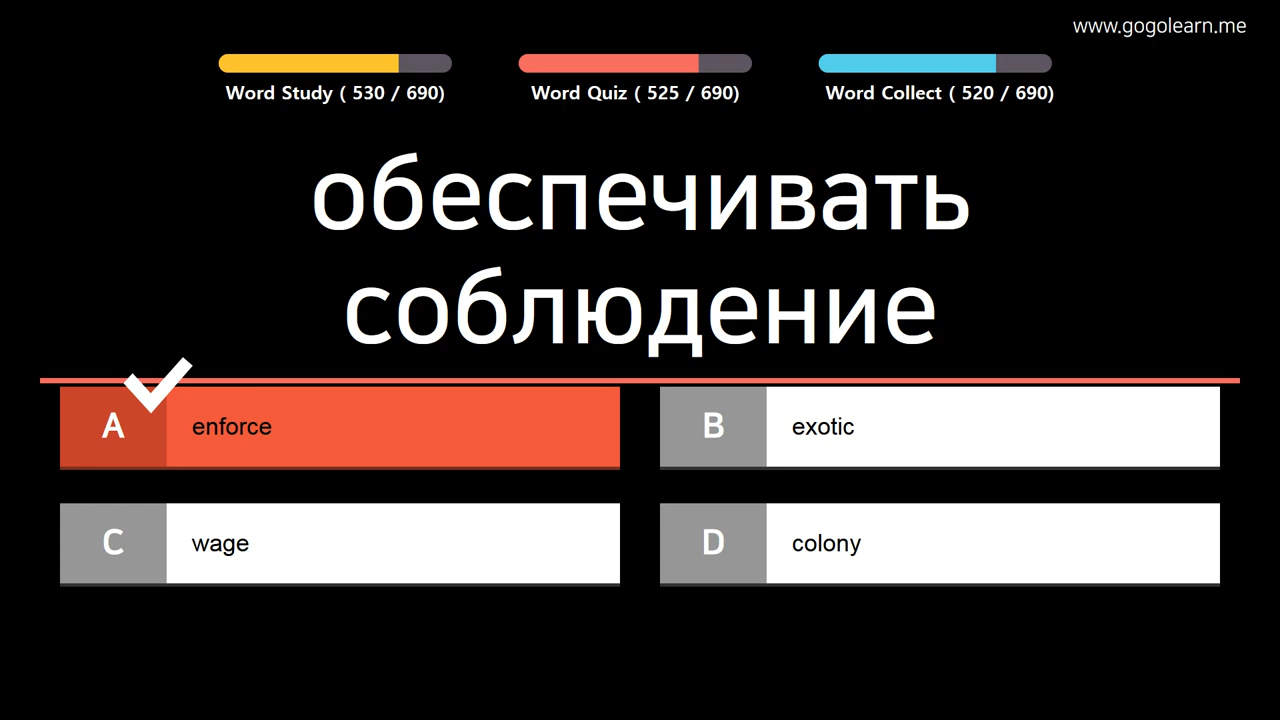 www.gogolearn.me
Word Study ( 530 / 690)
Word Quiz ( 525 / 690)
Word Collect ( 520 / 690)
обеспечивать
соблюдение
A enforce
B exotic
C wage
D colony